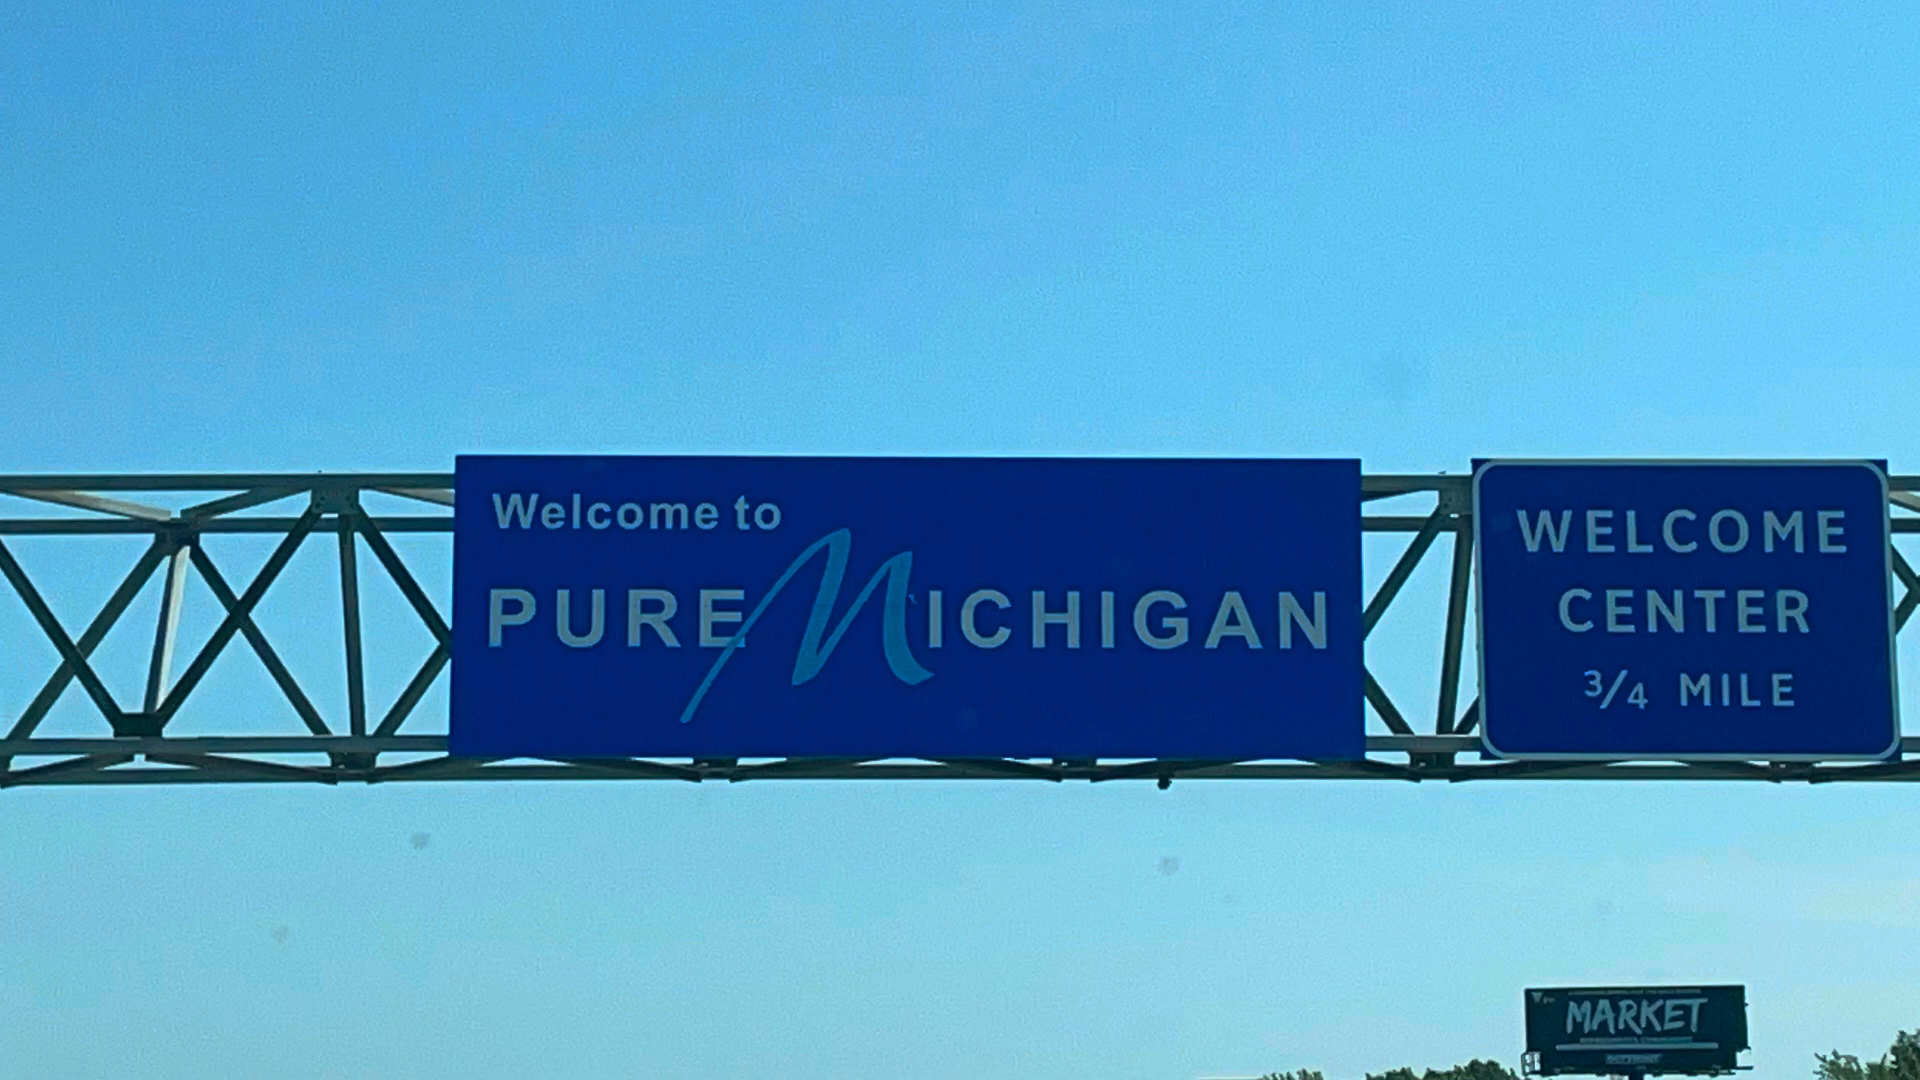 Welcome to
PURE MICHIGAN
WELCOME
CENTER
3/4 MILE
MARKET